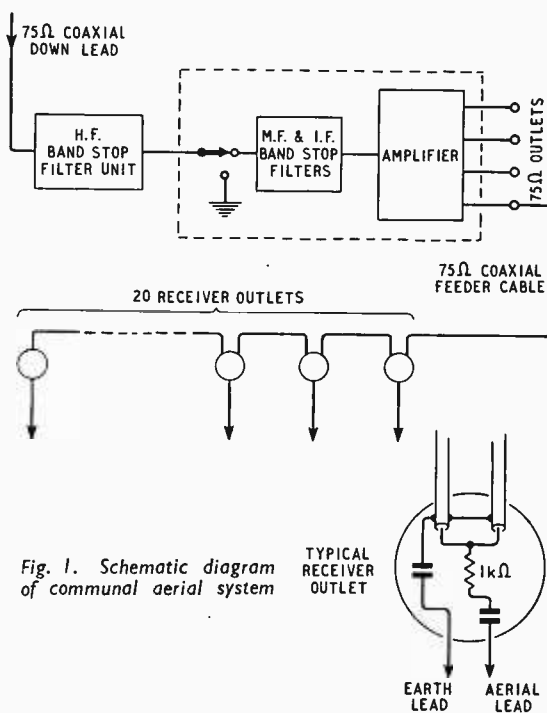 75Ω COAXIAL
DOWN LEAD
H.F.
BAND STOP
FILTER UNIT
M.F. & I.F.
BAND STOP
FILTERS
AMPLIFIER
75Ω OUTLETS
75Ω COAXIAL
FEEDER CABLE
20 RECEIVER OUTLETS
Fig. 1. Schematic diagram
of communal aerial system
TYPICAL
RECEIVER
OUTLET
1kΩ
EARTH
LEAD
AERIAL
LEAD